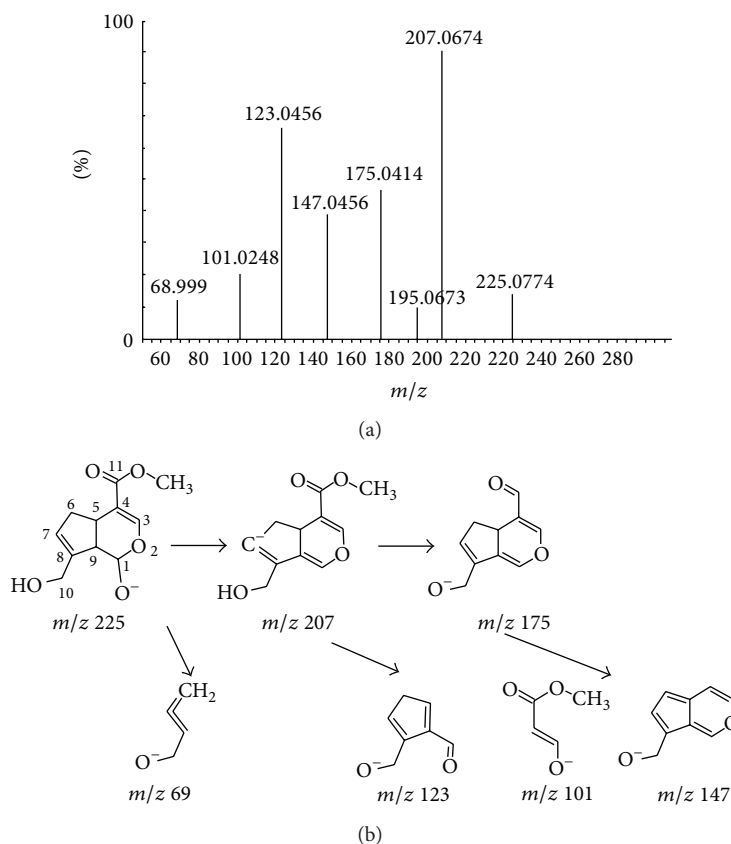 100
207.0674
123.0456
175.0414
147.0456
(%)
101.0248
68.999
195.0673
225.0774
0
60 80 100 120 140 160 180 200 220 220 240 260 280
m/z
(a)
O 11 O CH3
6 5 4 3
7 O 2
8 9 1
HO 10 O−
m/z 225
O O CH3
C− O
HO
m/z 207
O
O
O−
m/z 175
CH2
O−
m/z 69
O− O
m/z 123
O O CH3
O−
m/z 101
O− O
m/z 147
(b)